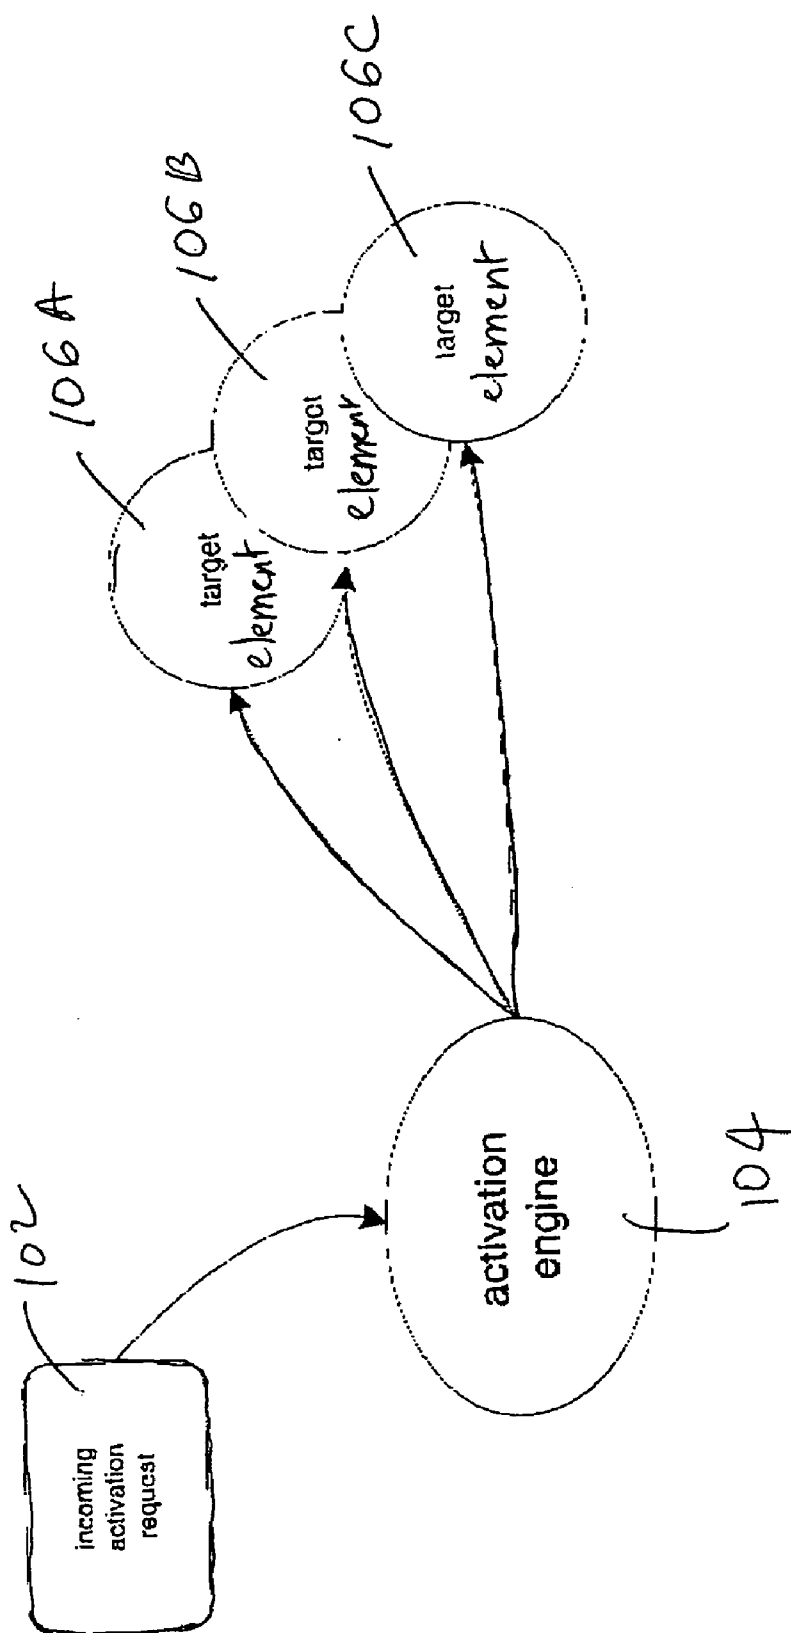 102
incoming
activation
request
activation
engine
104
106A
target
element
106B
target
element
106C
target
element